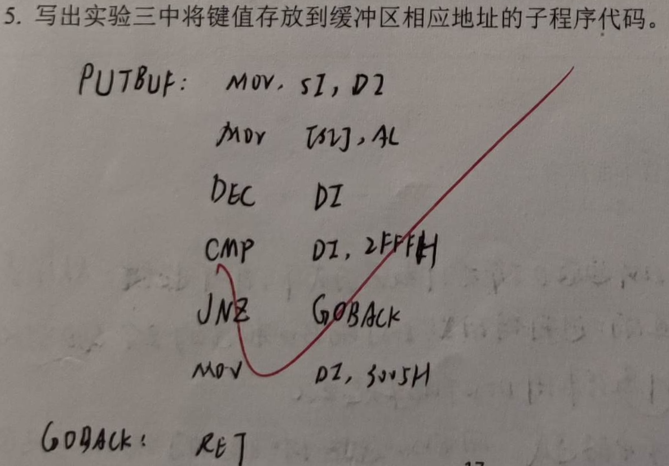 5. 写出实验三中将键值存放到缓冲区相应地址的子程序代码。
PUTBUF: MOV, SI, DI
MOV [SI], AL
DEC DI
CMP DI, 2FFFH
JNZ GOBACK
MOV DI, 3005H
GOBACK: RET